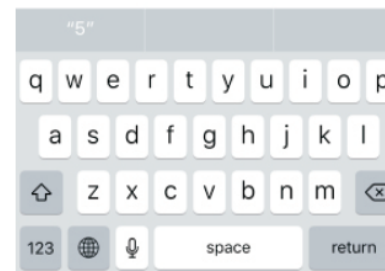 “5”
q w e r t y u i o p
a s d f g h j k l
z x c v b n m
123 space return